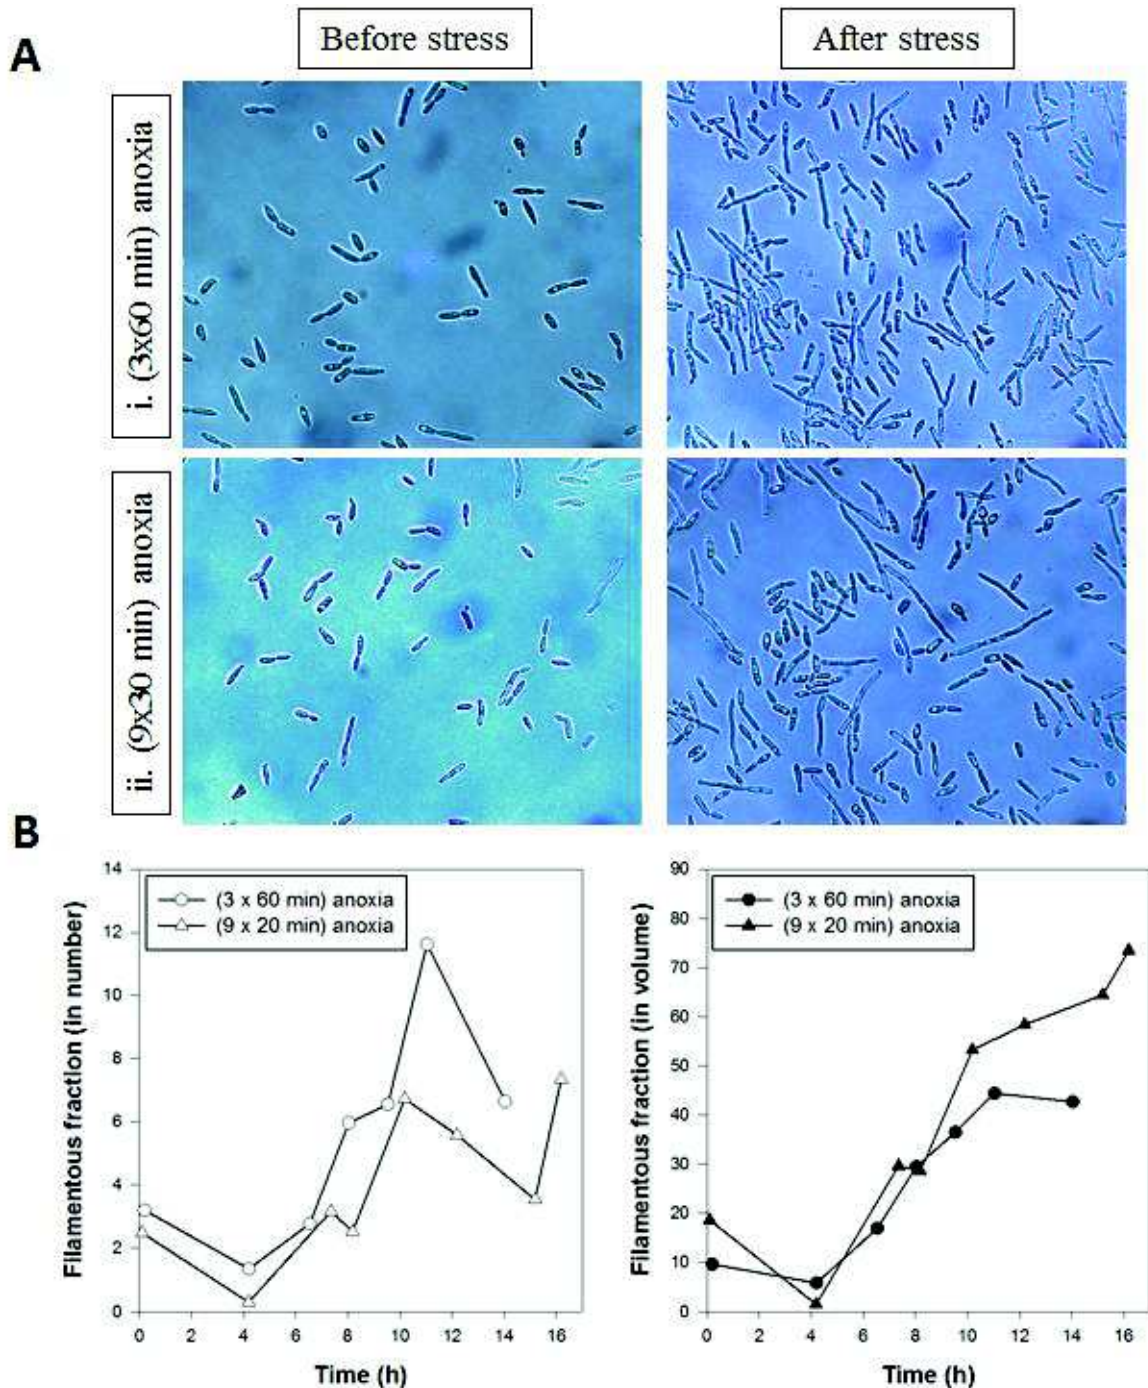 A
Before stress
After stress
i. (3x60 min) anoxia
ii. (9x30 min) anoxia
B
Filamentous fraction (in number)
14
12
10
8
6
4
2
0
(3 x 60 min) anoxia
(9 x 20 min) anoxia
0 2 4 6 8 10 12 14 16
Time (h)
Filamentous fraction (in volume)
90
80
70
60
50
40
30
20
10
0
(3 x 60 min) anoxia
(9 x 20 min) anoxia
0 2 4 6 8 10 12 14 16
Time (h)